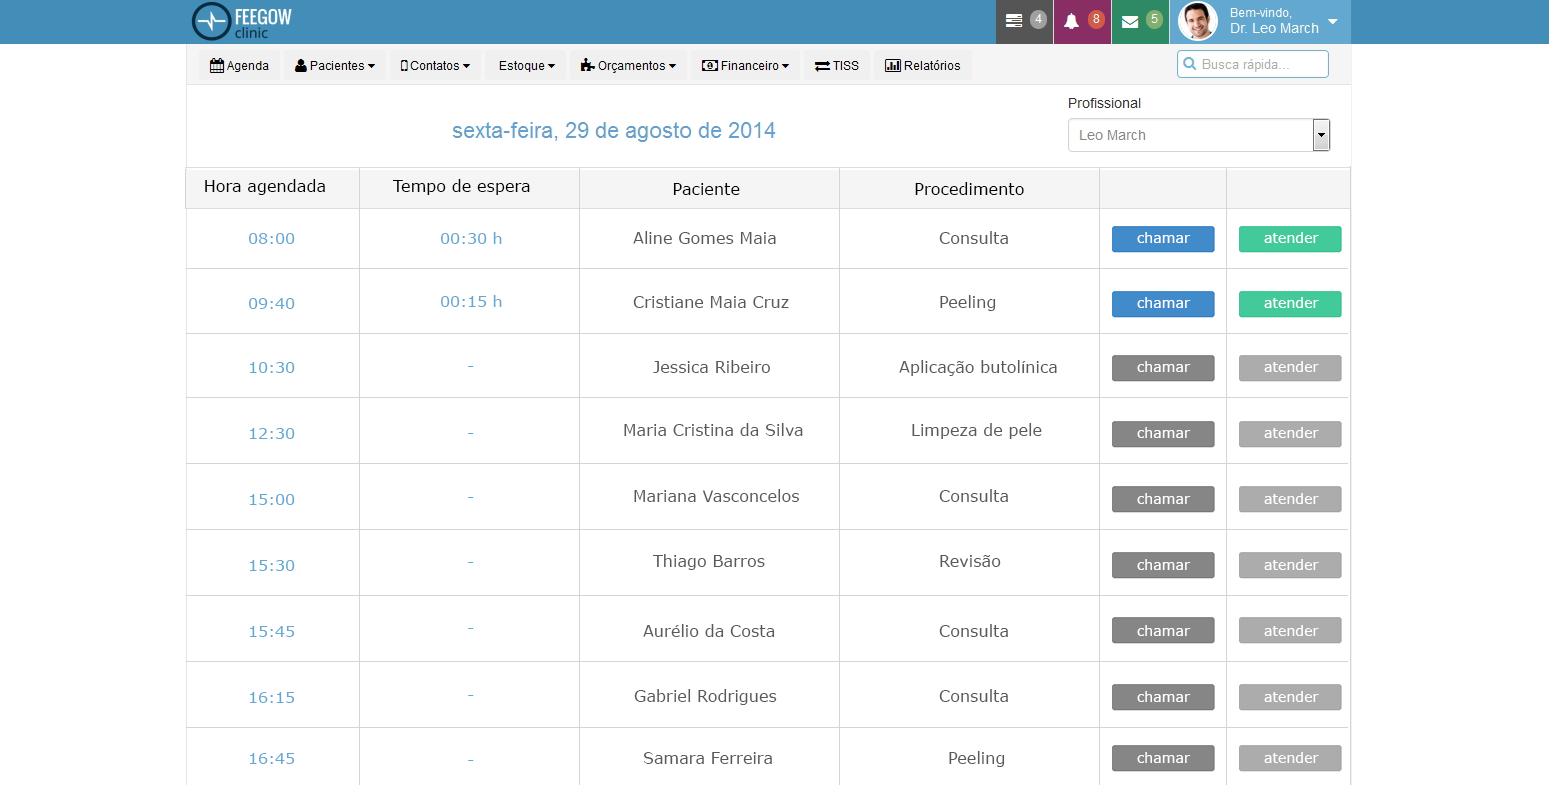 FEEGOW
clinic
4
8
5
Bem-vindo,
Dr. Leo March
Agenda
Pacientes
Contatos
Estoque
Orçamentos
Financeiro
TISS
Relatórios
Busca rápida...
sexta-feira, 29 de agosto de 2014
Profissional
Leo March
Hora agendada Tempo de espera Paciente Procedimento
08:00 00:30 h Aline Gomes Maia Consulta chamar atender
09:40 00:15 h Cristiane Maia Cruz Peeling chamar atender
10:30 - Jessica Ribeiro Aplicação butolínica chamar atender
12:30 - Maria Cristina da Silva Limpeza de pele chamar atender
15:00 - Mariana Vasconcelos Consulta chamar atender
15:30 - Thiago Barros Revisão chamar atender
15:45 - Aurélio da Costa Consulta chamar atender
16:15 - Gabriel Rodrigues Consulta chamar atender
16:45 - Samara Ferreira Peeling chamar atender